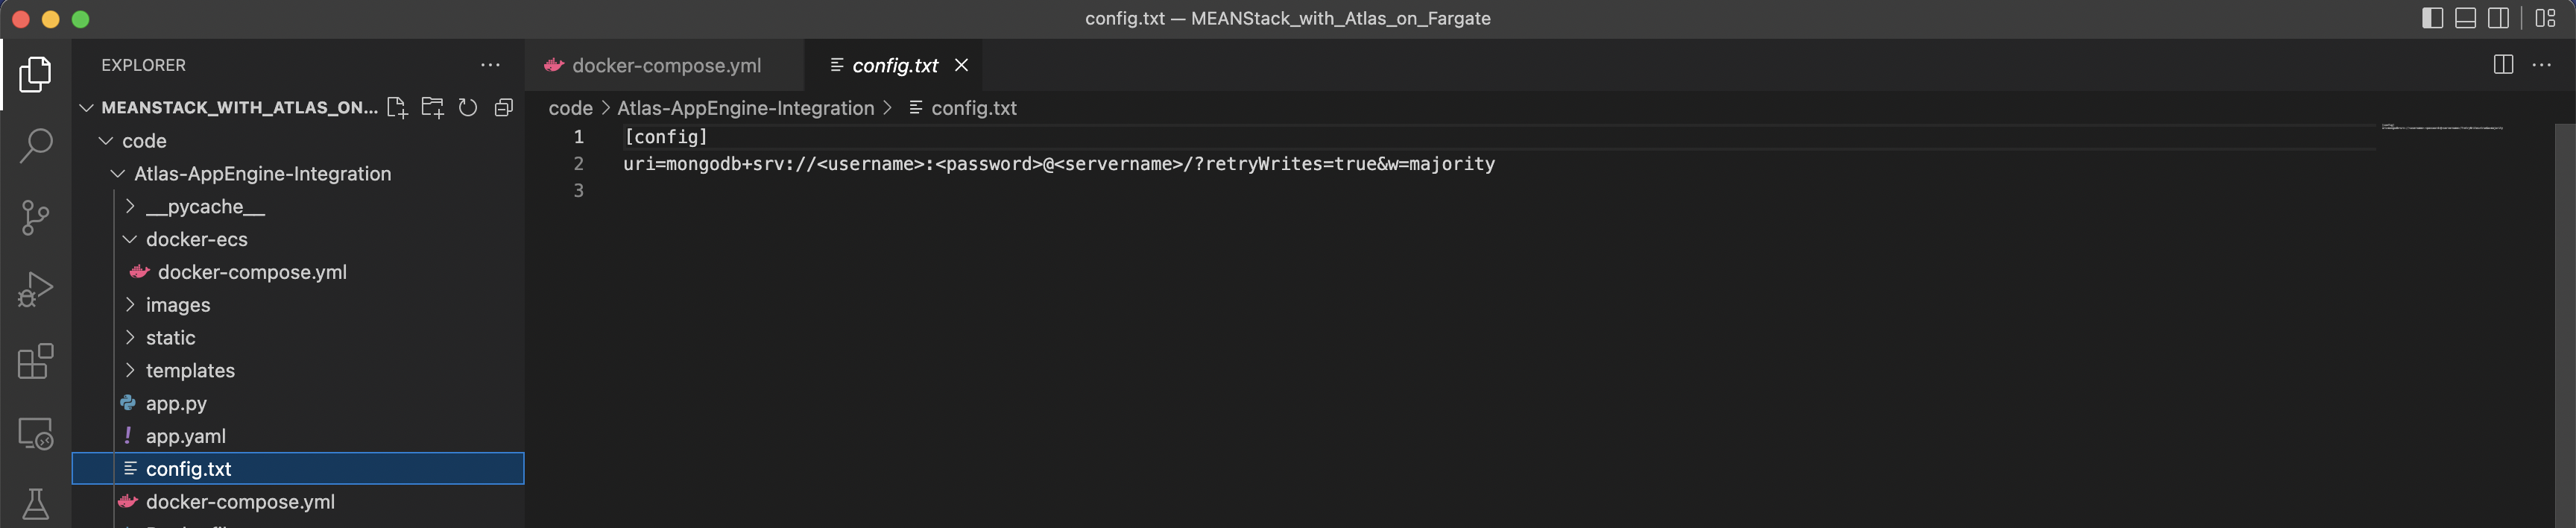 config.txt — MEANStack_with_Atlas_on_Fargate
EXPLORER
MEANSTACK_WITH_ATLAS_ON...
code
Atlas-AppEngine-Integration
__pycache__
docker-ecs
docker-compose.yml
images
static
templates
app.py
app.yaml
config.txt
docker-compose.yml
docker-compose.yml
config.txt
code > Atlas-AppEngine-Integration > config.txt
1 [config]
2 uri=mongodb+srv://<username>:<password>@<servername>/?retryWrites=true&w=majority
3